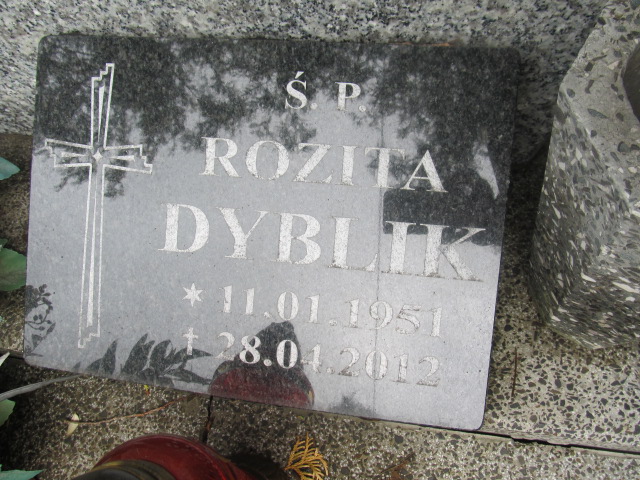 Ś. P.
ROZITA
DYBLIK
* 11.01.1951
† 28.04.2012